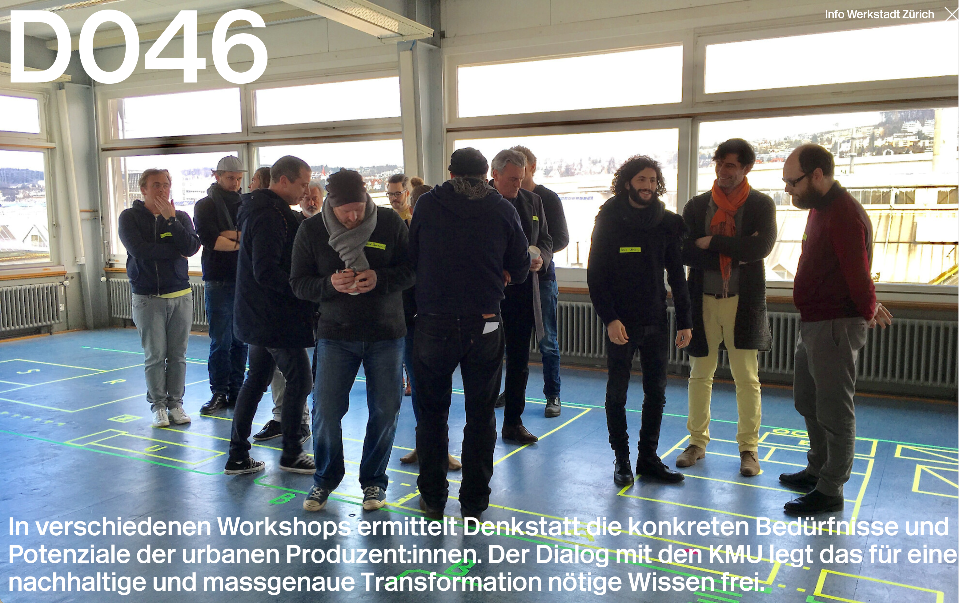 D046
Info Werkstadt Zürich
In verschiedenen Workshops ermittelt Denkstatt die konkreten Bedürfnisse und
Potenziale der urbanen Produzent:innen. Der Dialog mit den KMU legt das für eine
nachhaltige und massgenaue Transformation nötige Wissen frei.